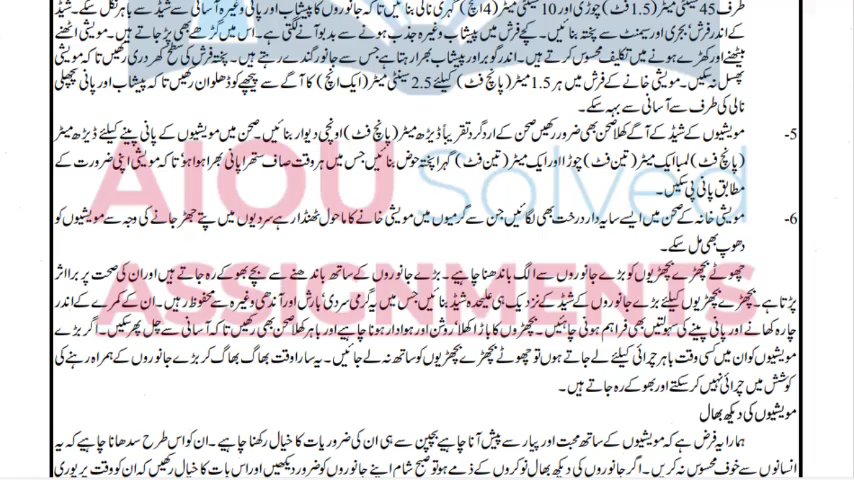 طرف 45 سینٹی میٹر (1.5 فٹ) چوڑی اور 10 سینٹی میٹر (4 انچ) گہری نالی بنائیں تاکہ جانوروں کا پیشاب اور پانی وغیرہ آسانی سے شیڈ سے باہر نکل سکے۔ شیڈ
کے اندر فرش بجری اور سیمنٹ سے پختہ بنائیں۔ کچے فرش میں پیشاب وغیرہ جذب ہونے سے بدبو آنے لگتی ہے۔ اس میں گڑھے بھی پڑ جاتے ہیں۔ مویشی اٹھنے
بیٹھنے اور کھڑے ہونے میں تکلیف محسوس کرتے ہیں۔ اندر گوبر اور پیشاب بھرا رہتا ہے جس سے جانور گندے رہتے ہیں۔ پختہ فرش کی سطح کھردری رکھیں تاکہ مویشی
پھسل نہ سکیں۔ مویشی خانے کے فرش میں ہر 1.5 میٹر (پانچ فٹ) کیلئے 2.5 سینٹی میٹر (ایک انچ) کا آگے سے پیچھے کو ڈھلوان رکھیں تاکہ پیشاب اور پانی پچھلی
نالی کی طرف سے آسانی سے بہہ سکے۔
5- مویشیوں کے شیڈ کے آگے کھلا صحن بھی ضرور رکھیں صحن کے ارد گرد تقریباً ڈیڑھ میٹر (پانچ فٹ) اونچی دیوار بنائیں۔ صحن میں مویشیوں کے پانی پینے کیلئے ڈیڑھ میٹر
(پانچ فٹ) لمبا ایک میٹر (تین فٹ) چوڑا اور ایک میٹر (تین فٹ) گہرا پختہ حوض بنائیں جس میں ہر وقت صاف ستھرا پانی بھرا ہوا ہو تا کہ مویشی اپنی ضرورت کے
مطابق پانی پی سکیں۔
6- مویشی خانہ کے صحن میں ایسے سایہ دار درخت بھی لگائیں جن سے گرمیوں میں مویشی خانے کا ماحول ٹھنڈا رہے سردیوں میں پتے جھڑ جانے کی وجہ سے مویشیوں کو
دھوپ بھی مل سکے۔
چھوٹے بچھڑے بچھڑیوں کو بڑے جانوروں سے الگ باندھنا چاہیے۔ بڑے جانوروں کے ساتھ باندھنے سے بچے بھوکے رہ جاتے ہیں اور ان کی صحت پر برا اثر
پڑتا ہے۔ بچھڑے بچھڑیوں کیلئے بڑے جانوروں کے شیڈ کے نزدیک ہی علیحدہ شیڈ بنائیں جس میں یہ گرمی سردی، بارش اور آندھی وغیرہ سے محفوظ رہیں۔ ان کے کمرے کے اندر
چارہ کھانے اور پانی پینے کی سہولتیں بھی فراہم ہونی چاہئیں۔ بچھڑوں کا باڑا کھلا روشن اور ہوادار ہونا چاہیے اور باہر کھلا صحن بھی رکھیں تاکہ آسانی سے چل پھر سکیں۔ اگر بڑے
مویشیوں کو ان میں کسی وقت باہر چرائی کیلئے لے جاتے ہوں تو چھوٹے بچھڑے بچھڑیوں کو ساتھ نہ لے جائیں۔ یہ سارا وقت بھاگ بھاگ کر بڑے جانوروں کے ہمراہ رہنے کی
کوشش میں چرائی نہیں کر سکتے اور بھوکے رہ جاتے ہیں۔
مویشیوں کی دیکھ بھال
ہمارا یہ فرض ہے کہ مویشیوں کے ساتھ محبت اور پیار سے پیش آنا چاہیے بچپن سے ہی ان کی ضروریات کا خیال رکھنا چاہیے۔ ان کو اس طرح سدھانا چاہیے کہ یہ
انسانوں سے خوف محسوس نہ کریں۔ اگر جانوروں کی دیکھ بھال نوکروں کے ذمے ہو تو صبح شام اپنے جانوروں کو ضرور دیکھیں اور اس بات کا خیال رکھیں کہ ان کو وقت پر پوری
AIOU Solved
ASSIGNMENTS